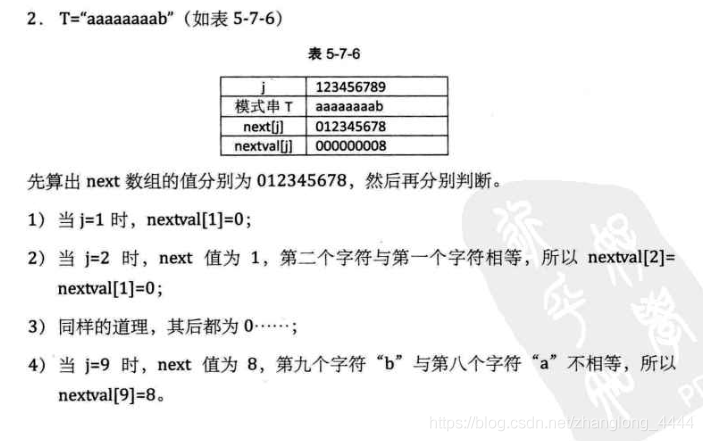 2. T=“aaaaaaaab”（如表 5-7-6）
表 5-7-6
j 123456789
模式串 T aaaaaaaab
next[j] 012345678
nextval[j] 000000008
先算出 next 数组的值分别为 012345678，然后再分别判断。
1）当 j=1 时，nextval[1]=0；
2）当 j=2 时，next 值为 1，第二个字符与第一个字符相等，所以 nextval[2]=
nextval[1]=0；
3）同样的道理，其后都为 0……；
4）当 j=9 时，next 值为 8，第九个字符“b”与第八个字符“a”不相等，所以
nextval[9]=8。
https://blog.csdn.net/zhanglong_4444